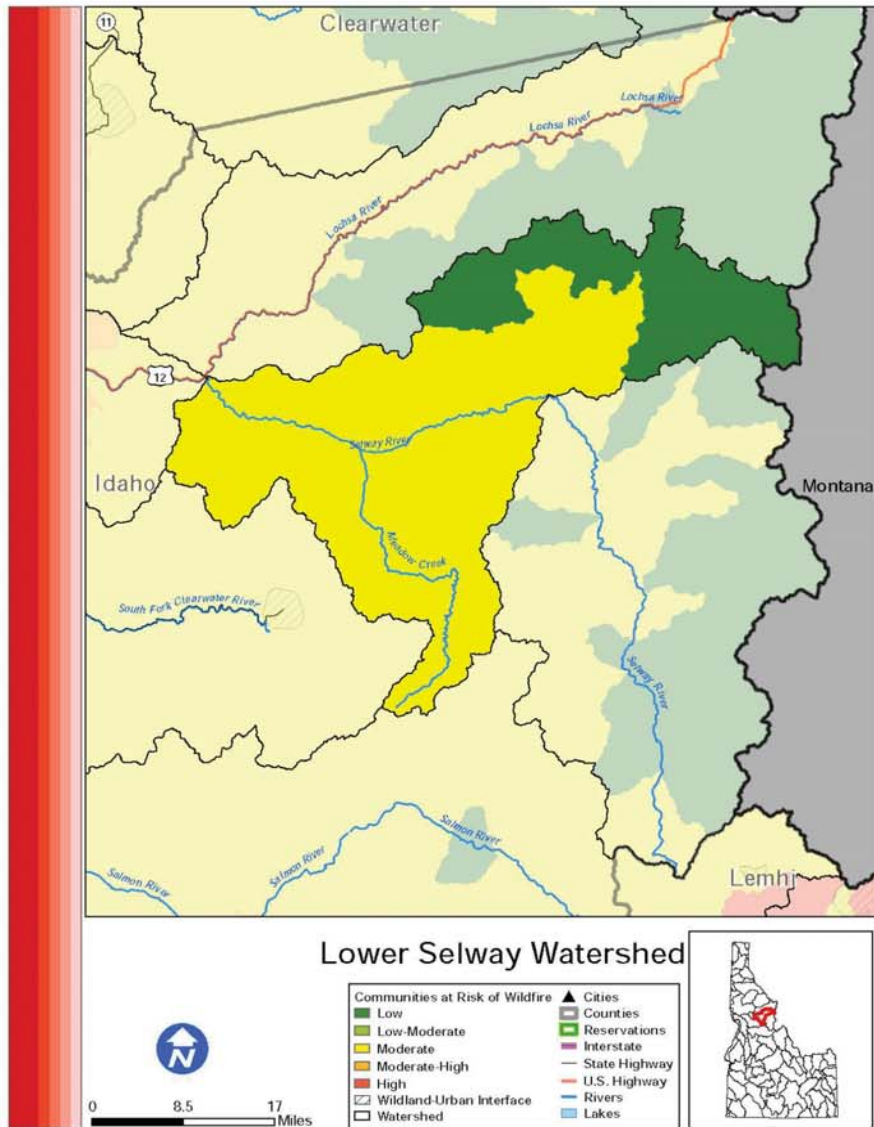 11
Clearwater
Lochsa River
Lochsa River
Lochsa River
12
Selway River
Idaho
Montana
Meadow Creek
South Fork Clearwater River
Selway River
Salmon River
Salmon River
Salmon River
Lemhi
Lower Selway Watershed
Communities at Risk of Wildfire
Low
Low-Moderate
Moderate
Moderate-High
High
Wildland-Urban Interface
Watershed
Cities
Counties
Reservations
Interstate
State Highway
U.S. Highway
Rivers
Lakes
N
0 8.5 17
Miles